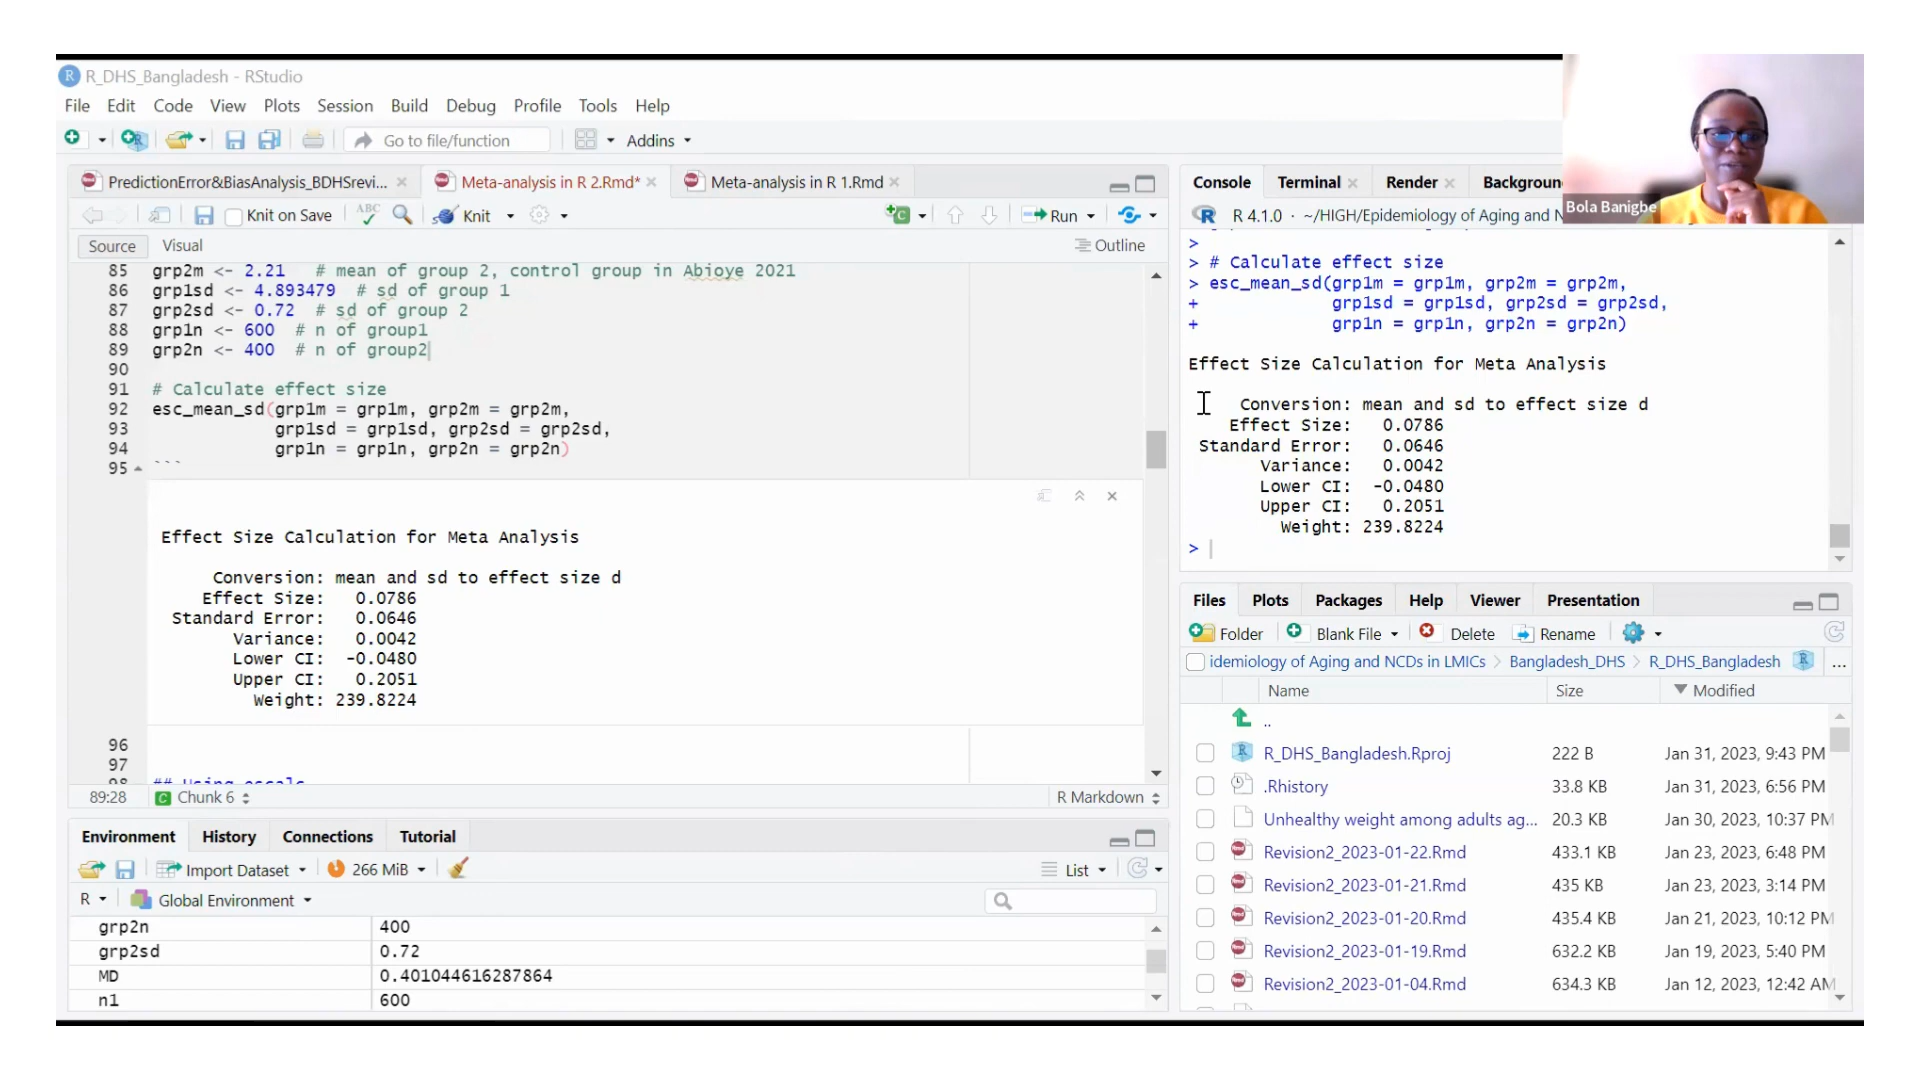 R_DHS_Bangladesh - RStudio
File Edit Code View Plots Session Build Debug Profile Tools Help
Go to file/function Addins
PredictionError&BiasAnalysis_BDHSrevi... Meta-analysis in R 2.Rmd* Meta-analysis in R 1.Rmd
Knit on Save ABC Knit Run
Source Visual Outline
85 grp2m <- 2.21 # mean of group 2, control group in Abioye 2021
86 grp1sd <- 4.893479 # sd of group 1
87 grp2sd <- 0.72 # sd of group 2
88 grp1n <- 600 # n of group1
89 grp2n <- 400 # n of group2
90
91 # Calculate effect size
92 esc_mean_sd(grp1m = grp1m, grp2m = grp2m,
93 grp1sd = grp1sd, grp2sd = grp2sd,
94 grp1n = grp1n, grp2n = grp2n)
95 ```
Effect Size Calculation for Meta Analysis
Conversion: mean and sd to effect size d
Effect Size: 0.0786
Standard Error: 0.0646
Variance: 0.0042
Lower CI: -0.0480
Upper CI: 0.2051
Weight: 239.8224
96
97
98 ## Using escalc
89:28 Chunk 6 R Markdown
Environment History Connections Tutorial
Import Dataset 266 MiB List
R Global Environment
grp2n 400
grp2sd 0.72
MD 0.401044616287864
n1 600
Console Terminal Render Backgroun
R 4.1.0 · ~/HIGH/Epidemiology of Aging and N
Bola Banigbe
>
> # Calculate effect size
> esc_mean_sd(grp1m = grp1m, grp2m = grp2m,
+ grp1sd = grp1sd, grp2sd = grp2sd,
+ grp1n = grp1n, grp2n = grp2n)
Effect Size Calculation for Meta Analysis
Conversion: mean and sd to effect size d
Effect Size: 0.0786
Standard Error: 0.0646
Variance: 0.0042
Lower CI: -0.0480
Upper CI: 0.2051
Weight: 239.8224
>
Files Plots Packages Help Viewer Presentation
Folder Blank File Delete Rename
idemiology of Aging and NCDs in LMICs > Bangladesh_DHS > R_DHS_Bangladesh ...
Name Size Modified
..
R_DHS_Bangladesh.Rproj 222 B Jan 31, 2023, 9:43 PM
.Rhistory 33.8 KB Jan 31, 2023, 6:56 PM
Unhealthy weight among adults ag... 20.3 KB Jan 30, 2023, 10:37 PM
Revision2_2023-01-22.Rmd 433.1 KB Jan 23, 2023, 6:48 PM
Revision2_2023-01-21.Rmd 435 KB Jan 23, 2023, 3:14 PM
Revision2_2023-01-20.Rmd 435.4 KB Jan 21, 2023, 10:12 PM
Revision2_2023-01-19.Rmd 632.2 KB Jan 19, 2023, 5:40 PM
Revision2_2023-01-04.Rmd 634.3 KB Jan 12, 2023, 12:42 AM